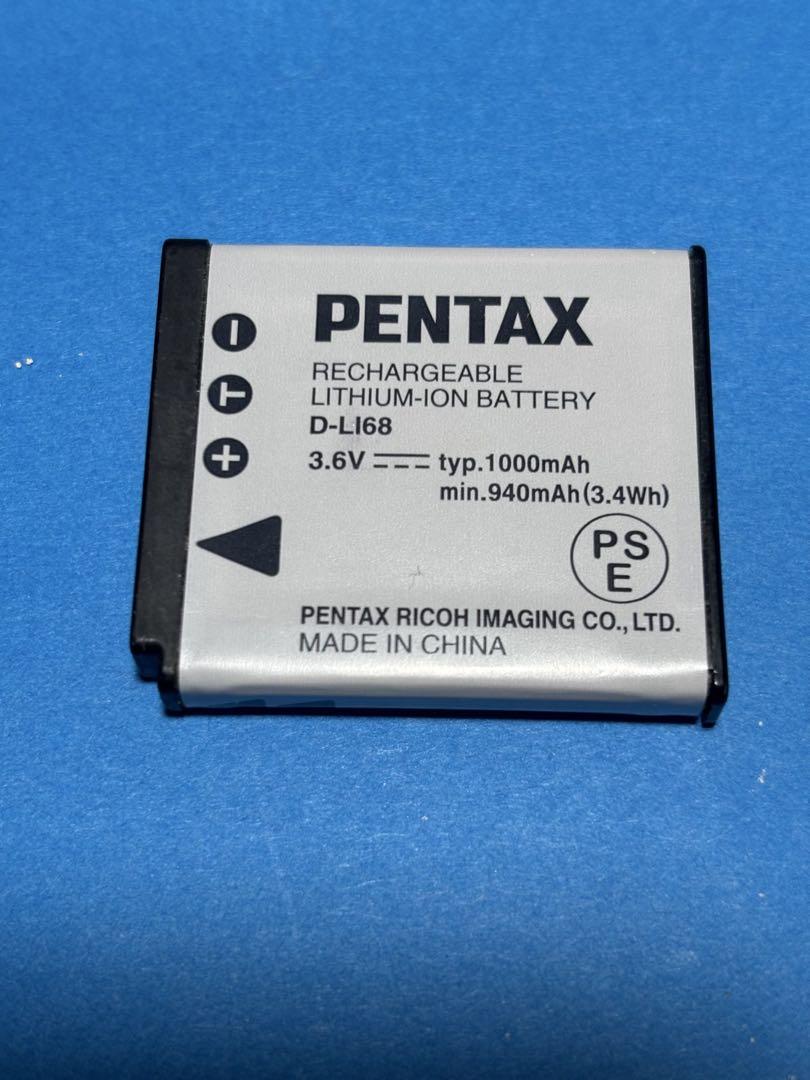 PENTAX
RECHARGEABLE
LITHIUM-ION BATTERY
D-LI68
3.6V ⎓ typ.1000mAh
min.940mAh(3.4Wh)
−
T
+
PS
E
PENTAX RICOH IMAGING CO., LTD.
MADE IN CHINA